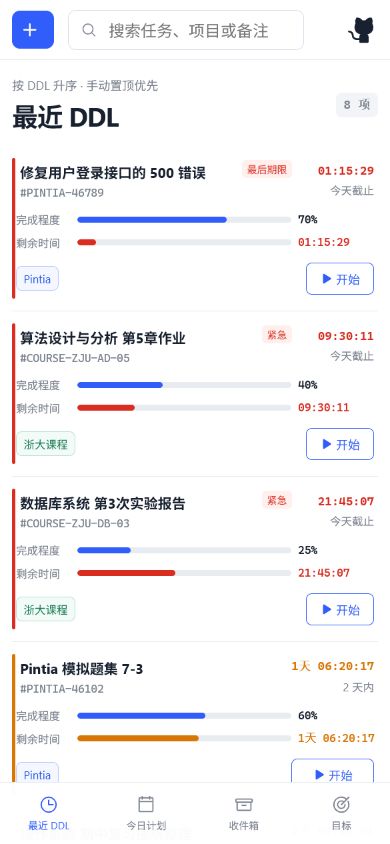 搜索任务、项目或备注
按 DDL 升序 · 手动置顶优先
最近 DDL
8 项
修复用户登录接口的 500 错误
最后期限
01:15:29
#PINTIA-46789
今天截止
完成程度
70%
剩余时间
01:15:29
Pintia
开始
算法设计与分析 第5章作业
紧急
09:30:11
#COURSE-ZJU-AD-05
今天截止
完成程度
40%
剩余时间
09:30:11
浙大课程
开始
数据库系统 第3次实验报告
紧急
21:45:07
#COURSE-ZJU-DB-03
今天截止
完成程度
25%
剩余时间
21:45:07
浙大课程
开始
Pintia 模拟题集 7-3
1天 06:20:17
#PINTIA-46102
2 天内
完成程度
60%
剩余时间
1天 06:20:17
Pintia
开始
最近 DDL
今日计划
收件箱
目标